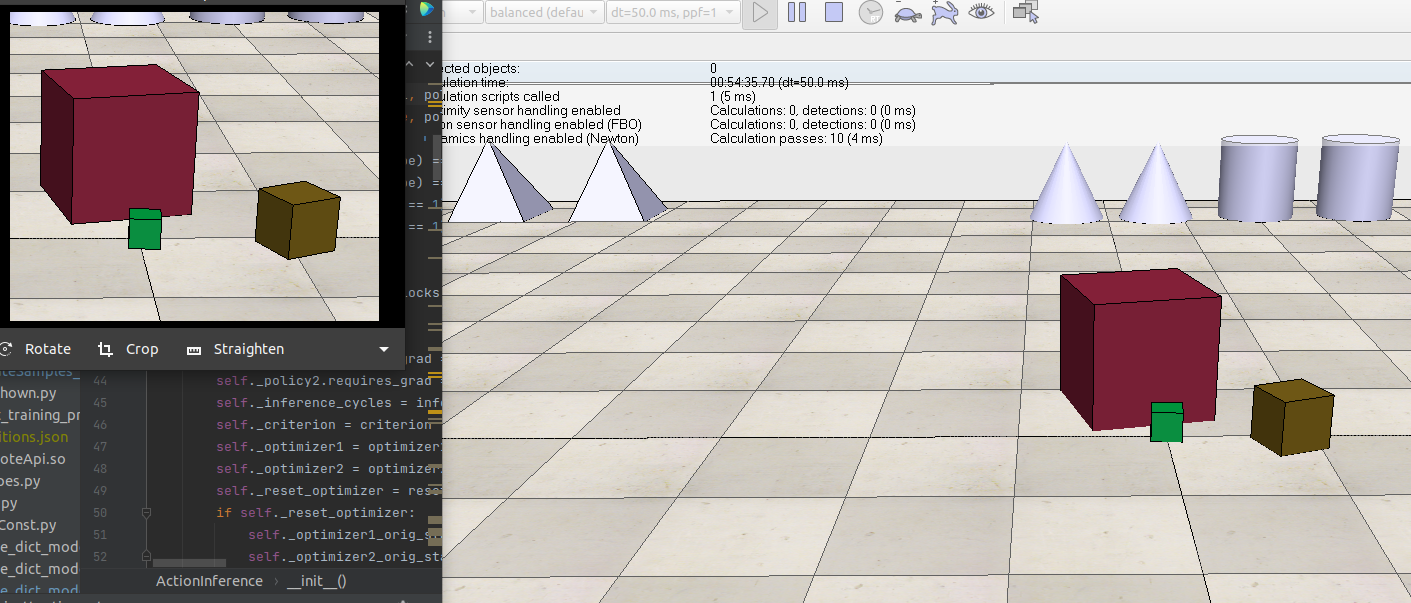 balanced (defau
dt=50.0 ms, ppf=1
RT
ected objects:
0
ulation time:
00:54:35.70 (dt=50.0 ms)
ulation scripts called
1 (5 ms)
imity sensor handling enabled
Calculations: 0, detections: 0 (0 ms)
on sensor handling enabled (FBO)
Calculations: 0, detections: 0 (0 ms)
amics handling enabled (Newton)
Calculation passes: 10 (4 ms)
Rotate
Crop
Straighten
ocks
grad =
hown.py
_training_pr
itions.json
oteApi.so
pes.py
py
Const.py
e_dict_mod
e_dict_mod
e_dict_mod
44 self._policy2.requires_grad =
45 self._inference_cycles = infe
46 self._criterion = criterion
47 self._optimizer1 = optimizer
48 self._optimizer2 = optimizer
49 self._reset_optimizer = rese
50 if self._reset_optimizer:
51 self._optimizer1_orig_s
52 self._optimizer2_orig_sta
ActionInference
__init__()